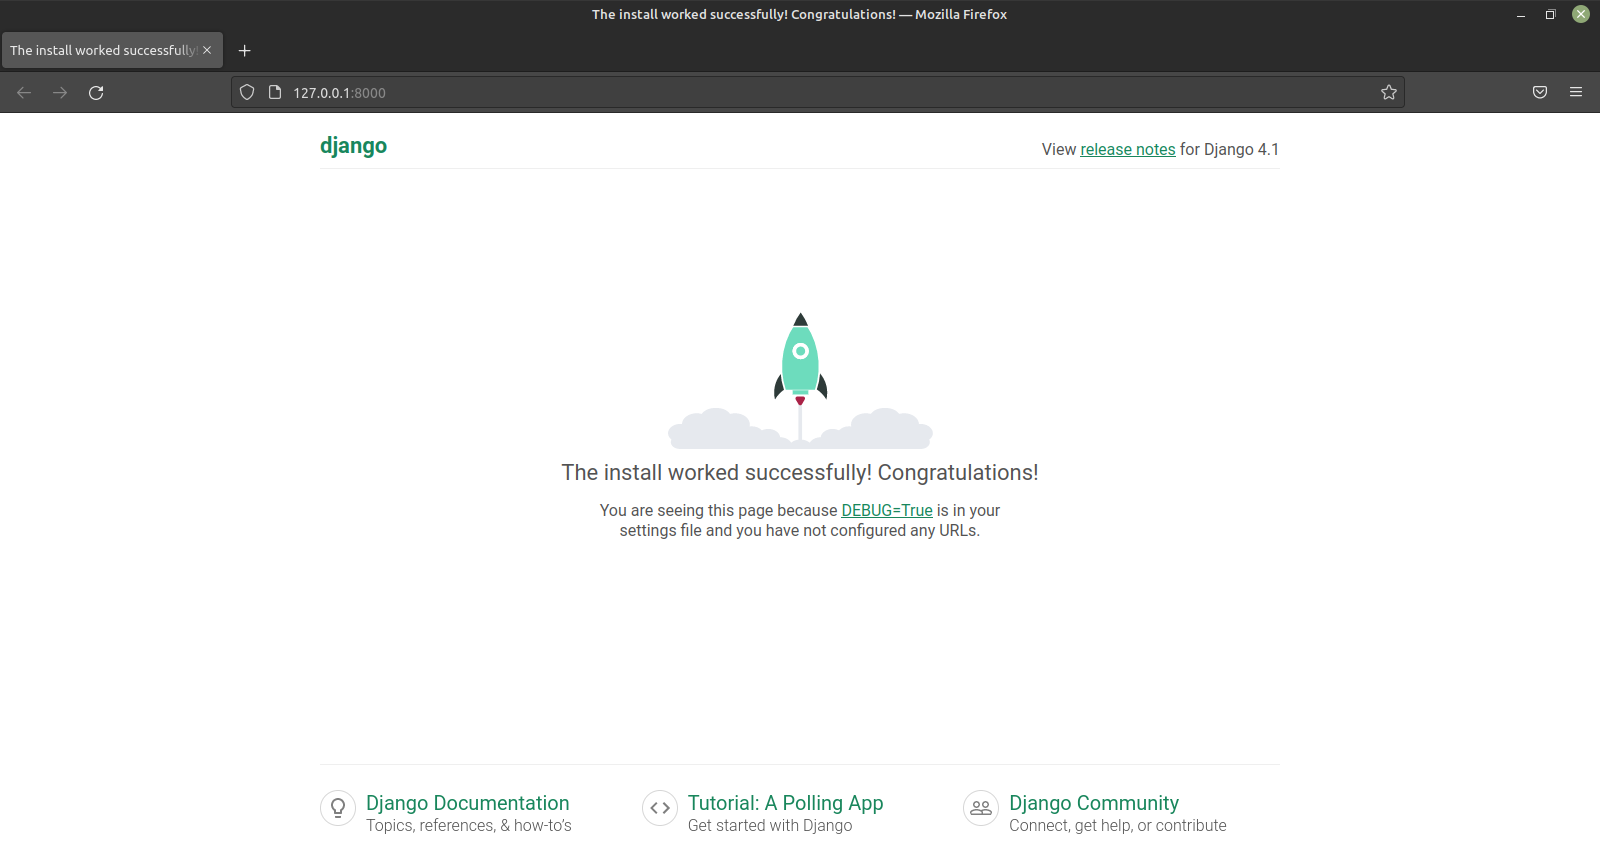 The install worked successfully! Congratulations! — Mozilla Firefox
The install worked successfully!
127.0.0.1:8000
django
View release notes for Django 4.1
The install worked successfully! Congratulations!
You are seeing this page because DEBUG=True is in your
settings file and you have not configured any URLs.
Django Documentation
Topics, references, & how-to’s
Tutorial: A Polling App
Get started with Django
Django Community
Connect, get help, or contribute